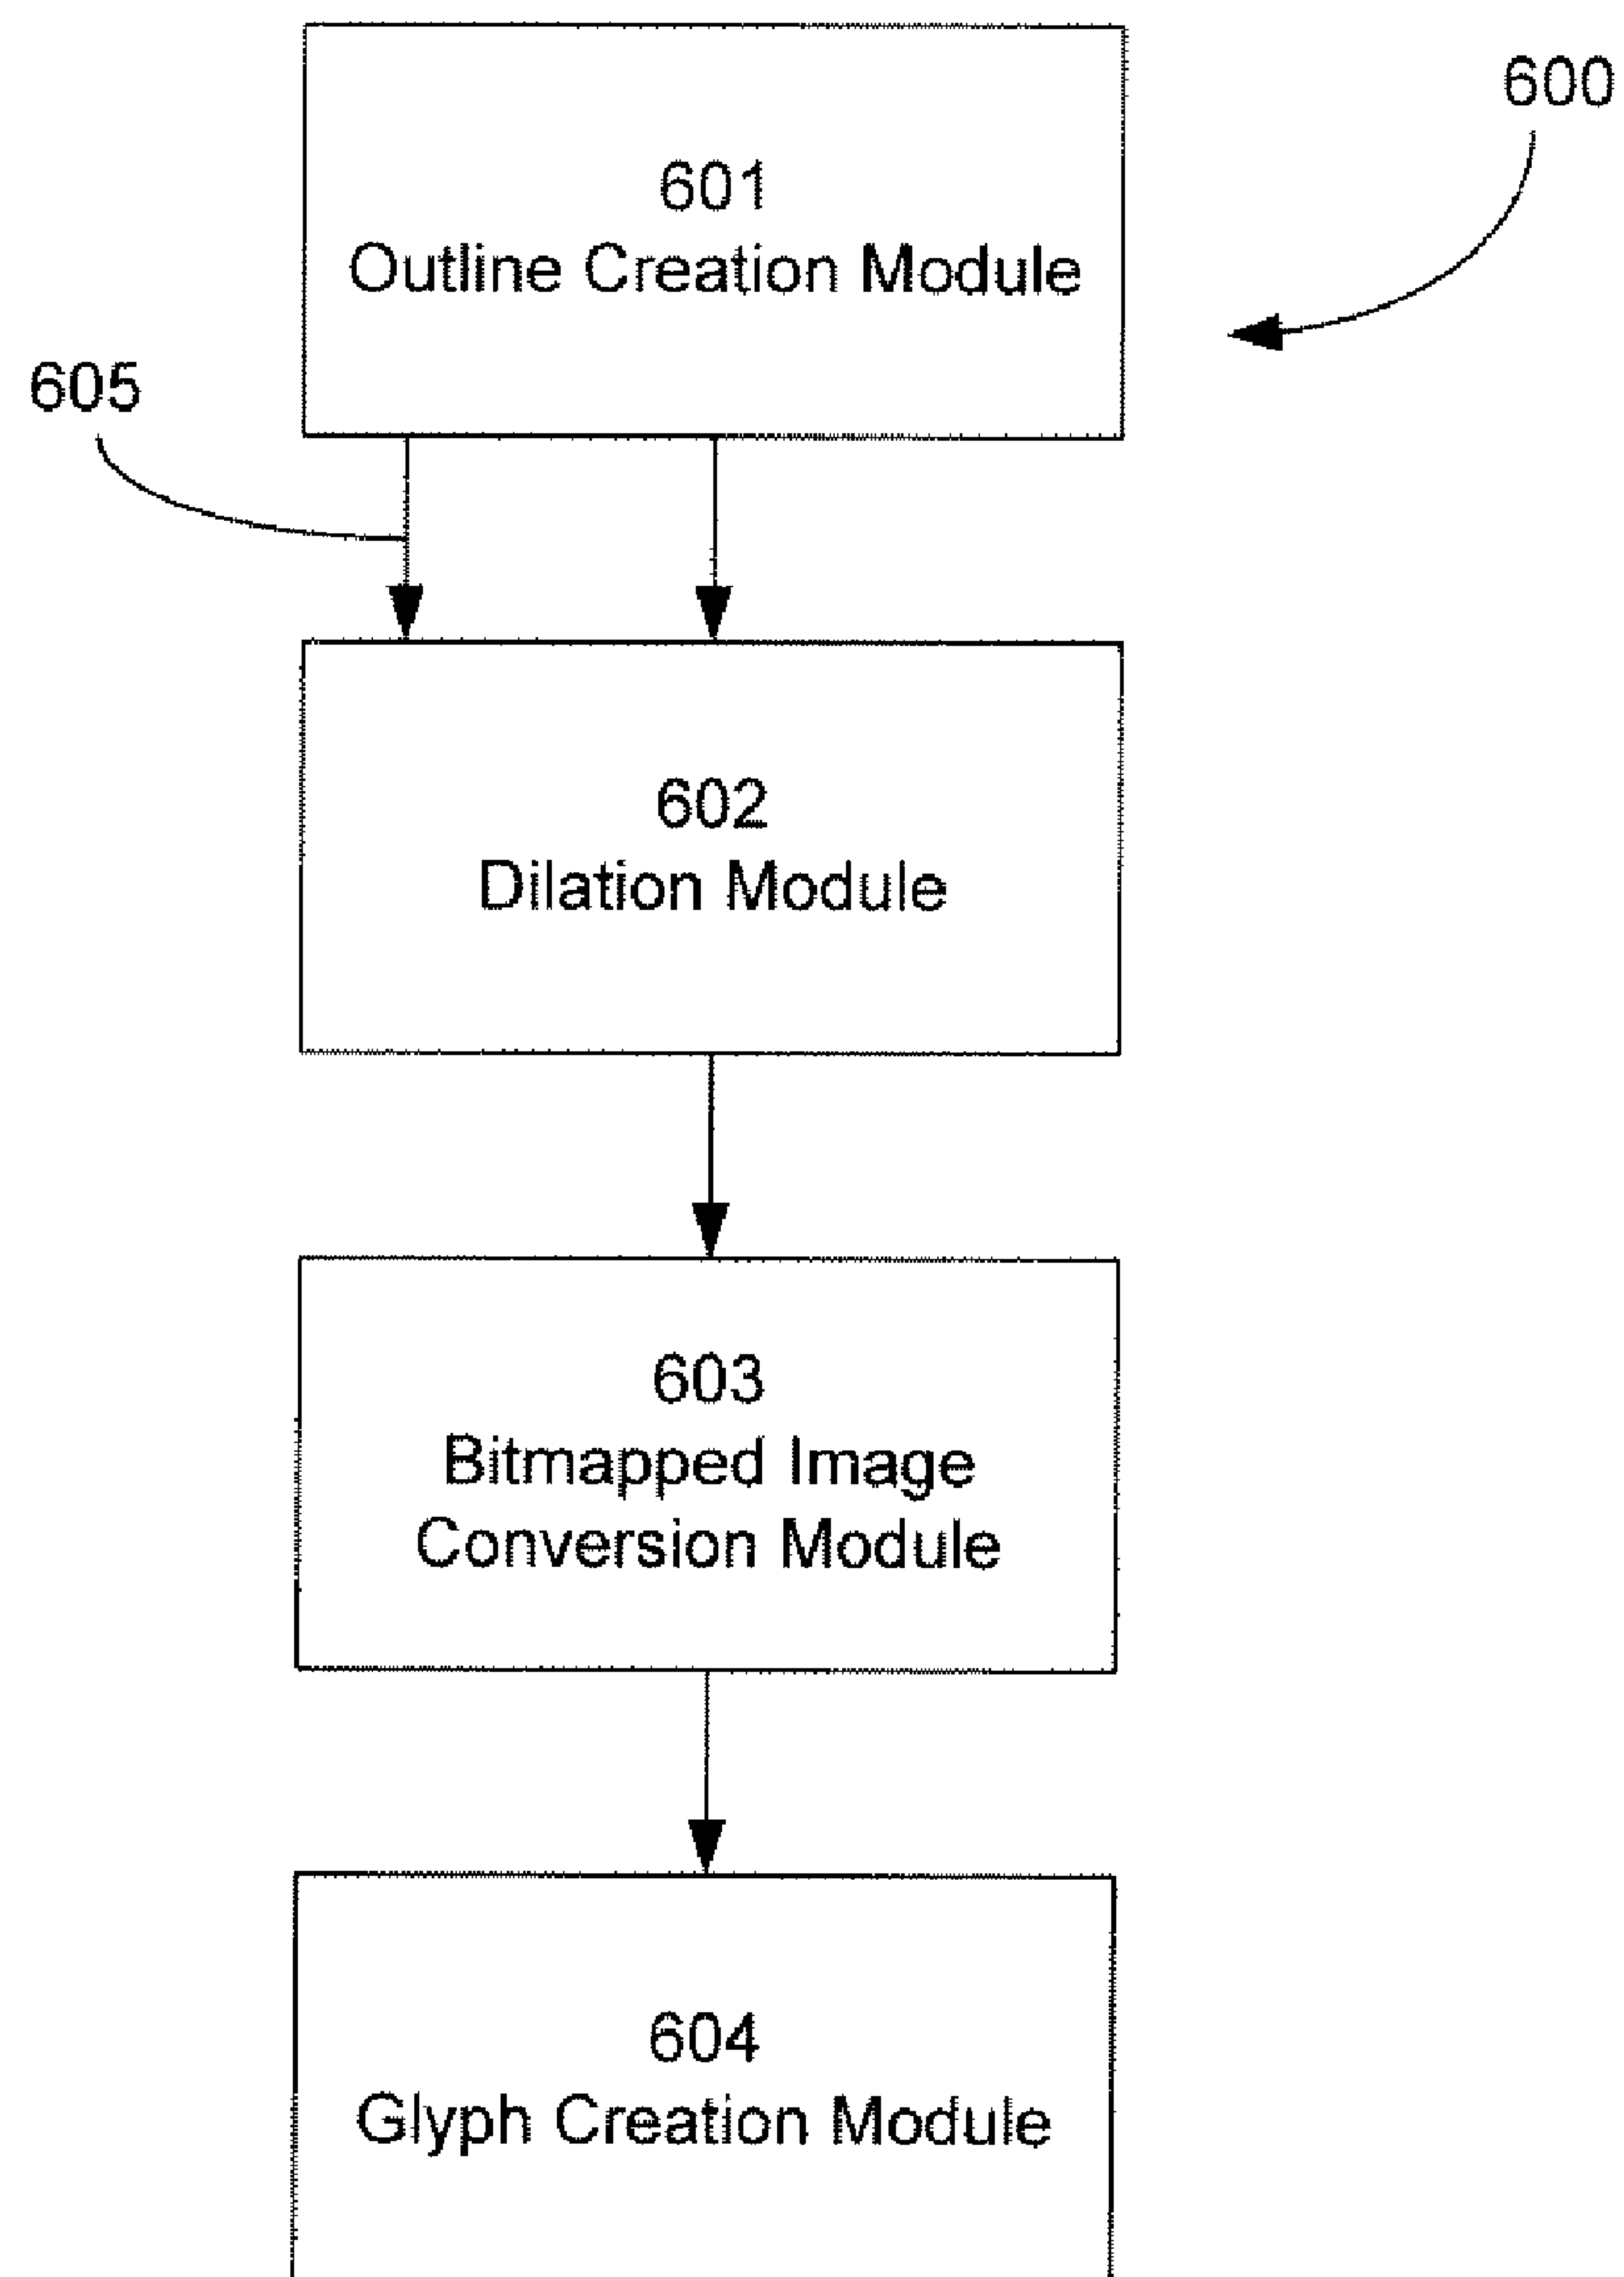 600
601
Outline Creation Module
605
602
Dilation Module
603
Bitmapped Image
Conversion Module
604
Glyph Creation Module